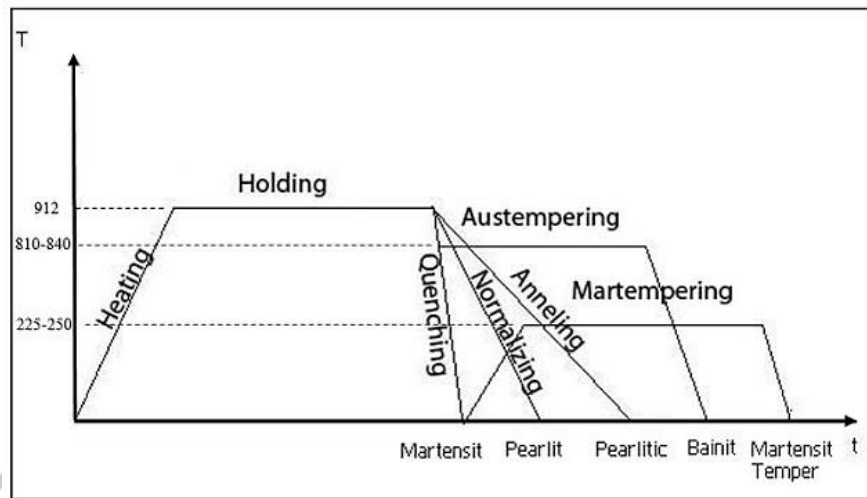 T
Holding
912
Austempering
810-840
Heating
Quenching
Normalizing
Anneling
Martempering
225-250
Martensit
Pearlit
Pearlitic
Bainit
Martensit
Temper
t